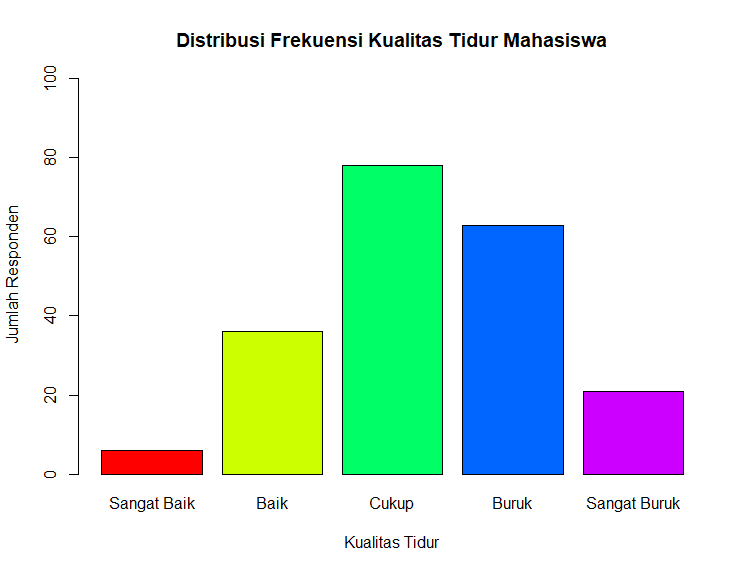 Distribusi Frekuensi Kualitas Tidur Mahasiswa
Jumlah Responden
100
80
60
40
20
0
Sangat Baik
Baik
Cukup
Buruk
Sangat Buruk
Kualitas Tidur